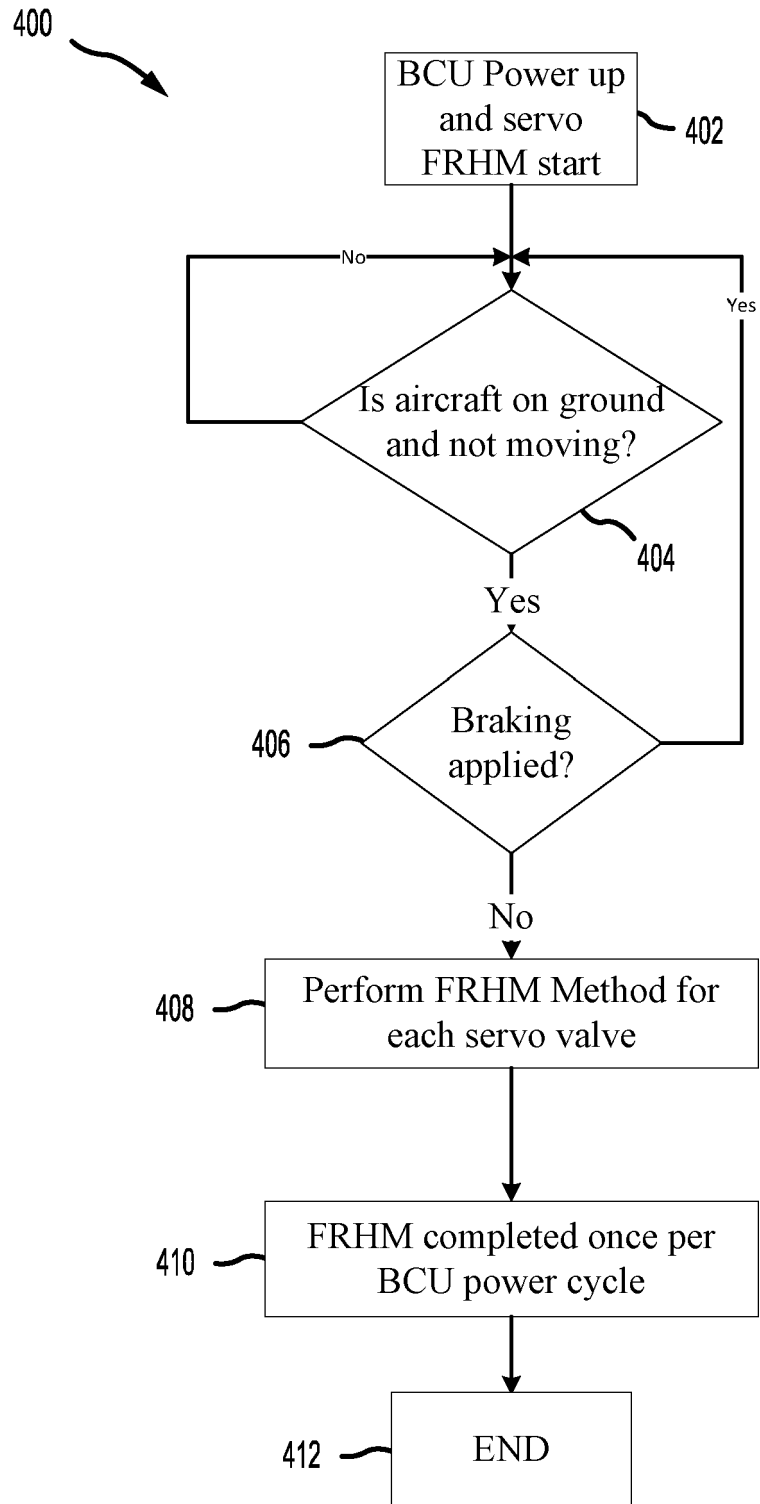 400
BCU Power up
and servo
FRHM start
402
No
Yes
Is aircraft on ground
and not moving?
404
Yes
406
Braking
applied?
No
408
Perform FRHM Method for
each servo valve
410
FRHM completed once per
BCU power cycle
412
END